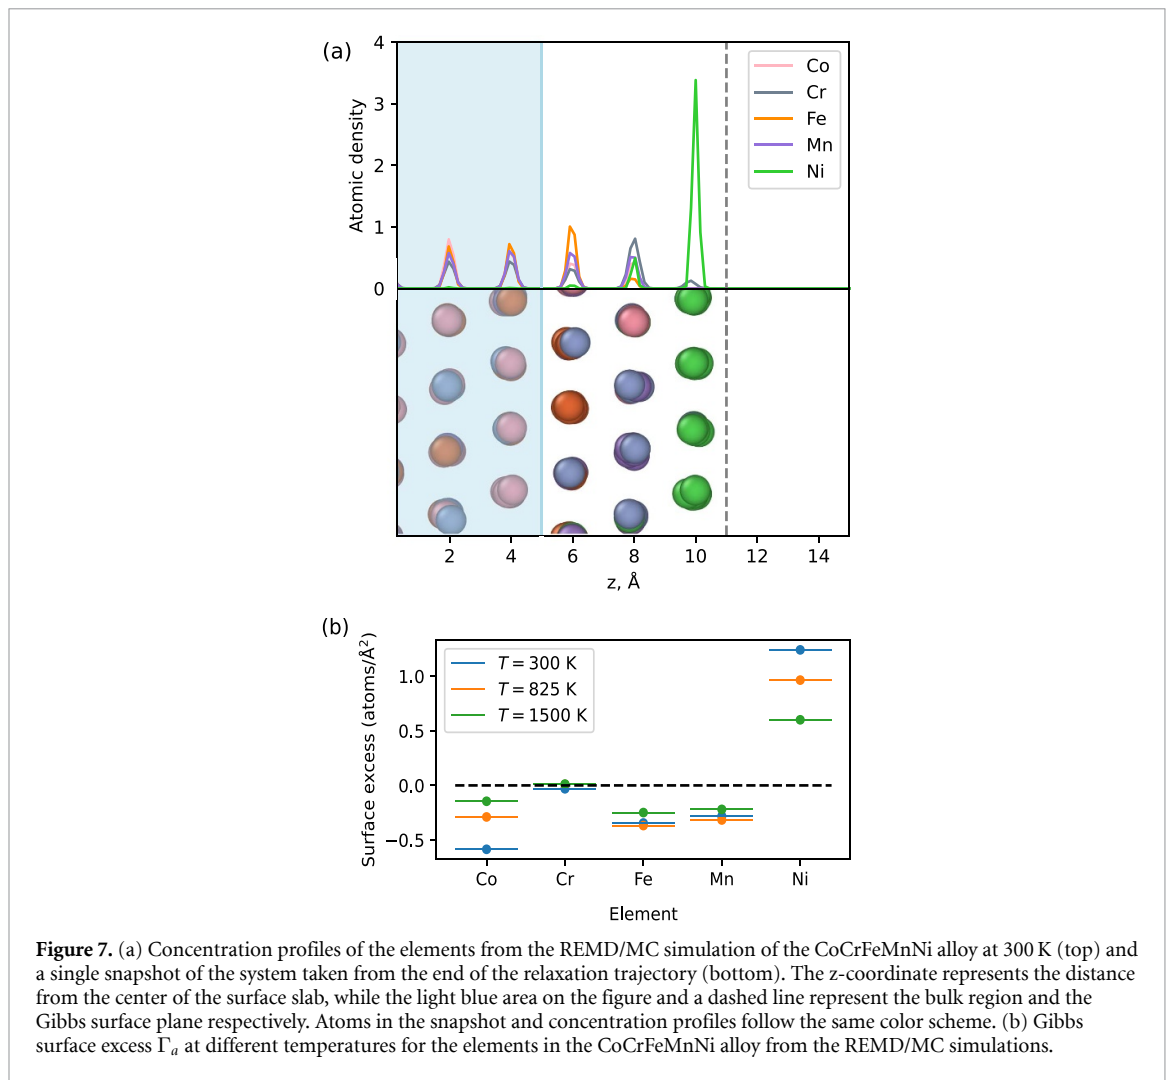 (a)
4
3
2
1
0
Atomic density
Co
Cr
Fe
Mn
Ni
2 4 6 8 10 12 14
z, Å
(b)
Surface excess (atoms/Å²)
1.0
0.5
0.0
−0.5
T = 300 K
T = 825 K
T = 1500 K
Co Cr Fe Mn Ni
Element
Figure 7. (a) Concentration profiles of the elements from the REMD/MC simulation of the CoCrFeMnNi alloy at 300 K (top) and
a single snapshot of the system taken from the end of the relaxation trajectory (bottom). The z-coordinate represents the distance
from the center of the surface slab, while the light blue area on the figure and a dashed line represent the bulk region and the
Gibbs surface plane respectively. Atoms in the snapshot and concentration profiles follow the same color scheme. (b) Gibbs
surface excess Γₐ at different temperatures for the elements in the CoCrFeMnNi alloy from the REMD/MC simulations.